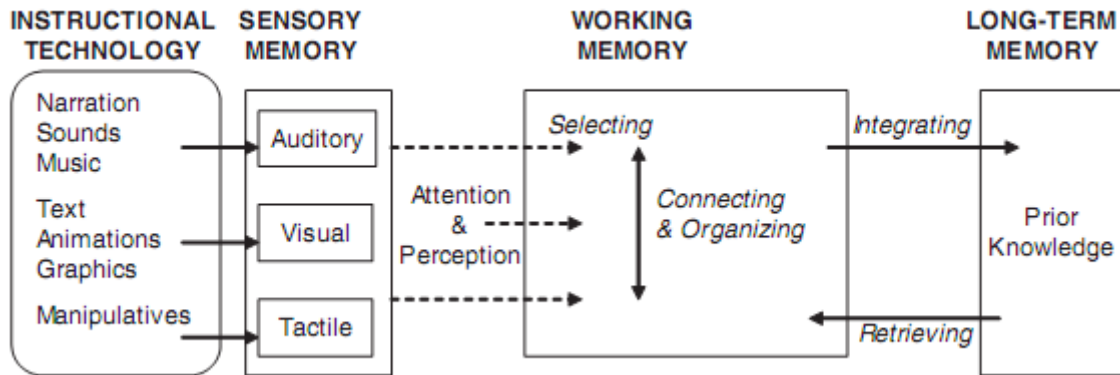 INSTRUCTIONAL
TECHNOLOGY
SENSORY
MEMORY
WORKING
MEMORY
LONG-TERM
MEMORY
Narration
Sounds
Music
Text
Animations
Graphics
Manipulatives
Auditory
Visual
Tactile
Attention
&
Perception
Selecting
Connecting
& Organizing
Integrating
Prior
Knowledge
Retrieving